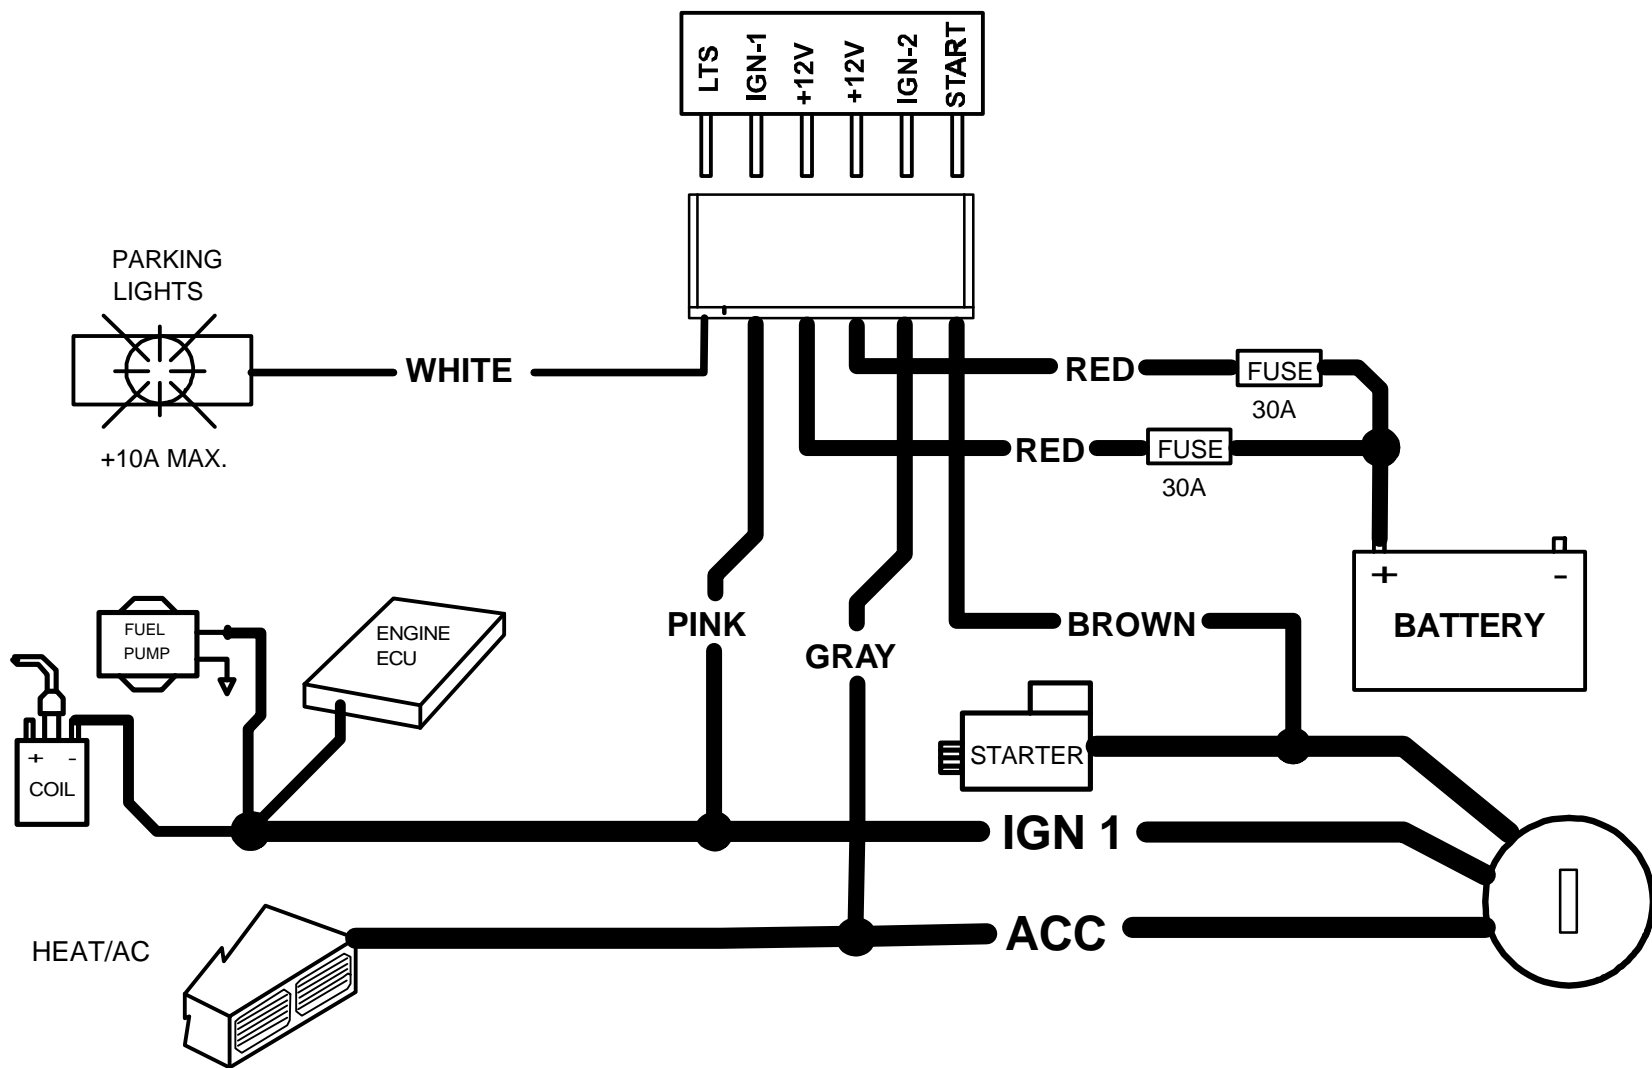 LTS
IGN-1
+12V
+12V
IGN-2
START
PARKING
LIGHTS
+10A MAX.
WHITE
RED
FUSE
30A
RED
FUSE
30A
+ -
BATTERY
PINK
GRAY
BROWN
FUEL
PUMP
ENGINE
ECU
+ -
COIL
STARTER
IGN 1
HEAT/AC
ACC